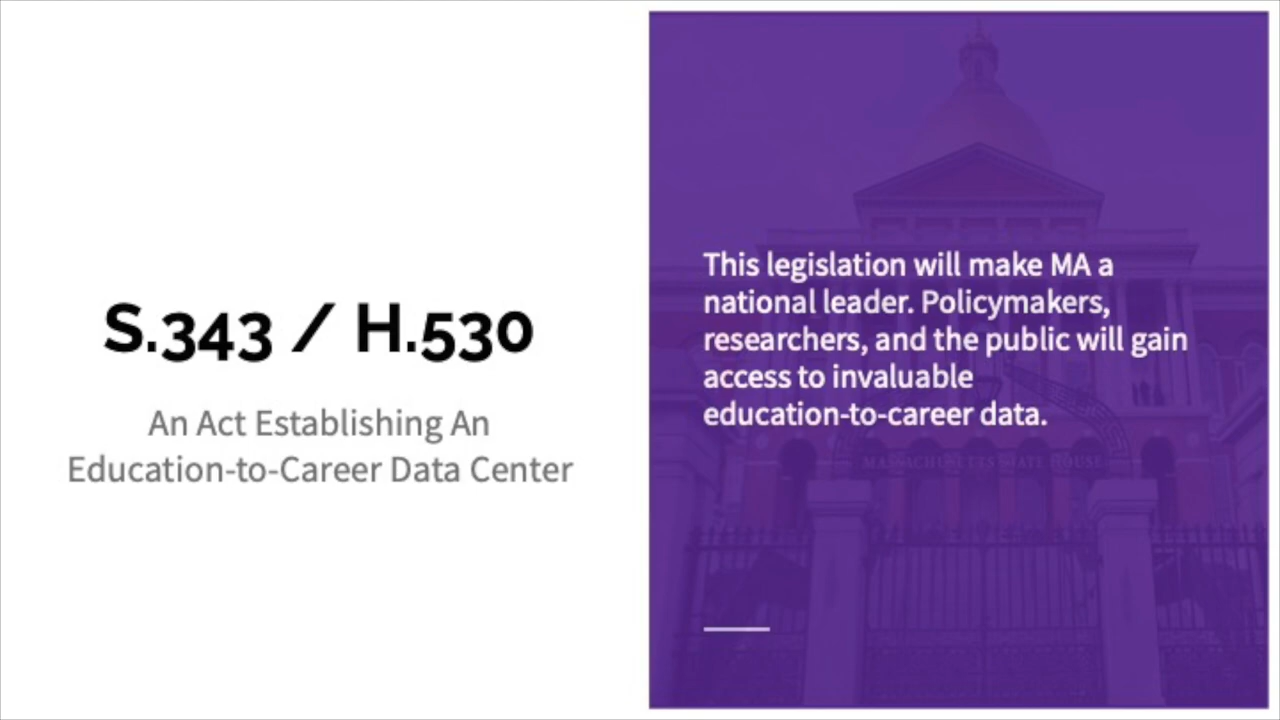 S.343 / H.530
An Act Establishing An
Education-to-Career Data Center
This legislation will make MA a
national leader. Policymakers,
researchers, and the public will gain
access to invaluable
education-to-career data.
MASSACHUSETTS STATE HOUSE